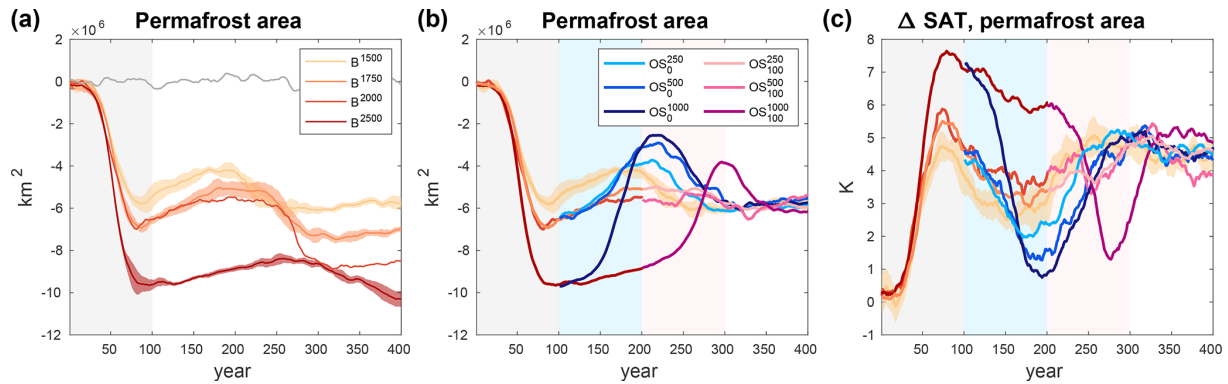 (a) Permafrost area
×10⁶
2
0
-2
-4
-6
-8
-10
-12
km²
50 100 150 200 250 300 350 400
year
B¹⁵⁰⁰
B¹⁷⁵⁰
B²⁰⁰⁰
B²⁵⁰⁰
(b) Permafrost area
×10⁶
2
0
-2
-4
-6
-8
-10
-12
km²
50 100 150 200 250 300 350 400
year
OS₀²⁵⁰ OS₁₀₀²⁵⁰
OS₀⁵⁰⁰ OS₁₀₀⁵⁰⁰
OS₀¹⁰⁰⁰ OS₁₀₀¹⁰⁰⁰
(c) Δ SAT, permafrost area
8
7
6
5
4
3
2
1
0
-1
K
50 100 150 200 250 300 350 400
year